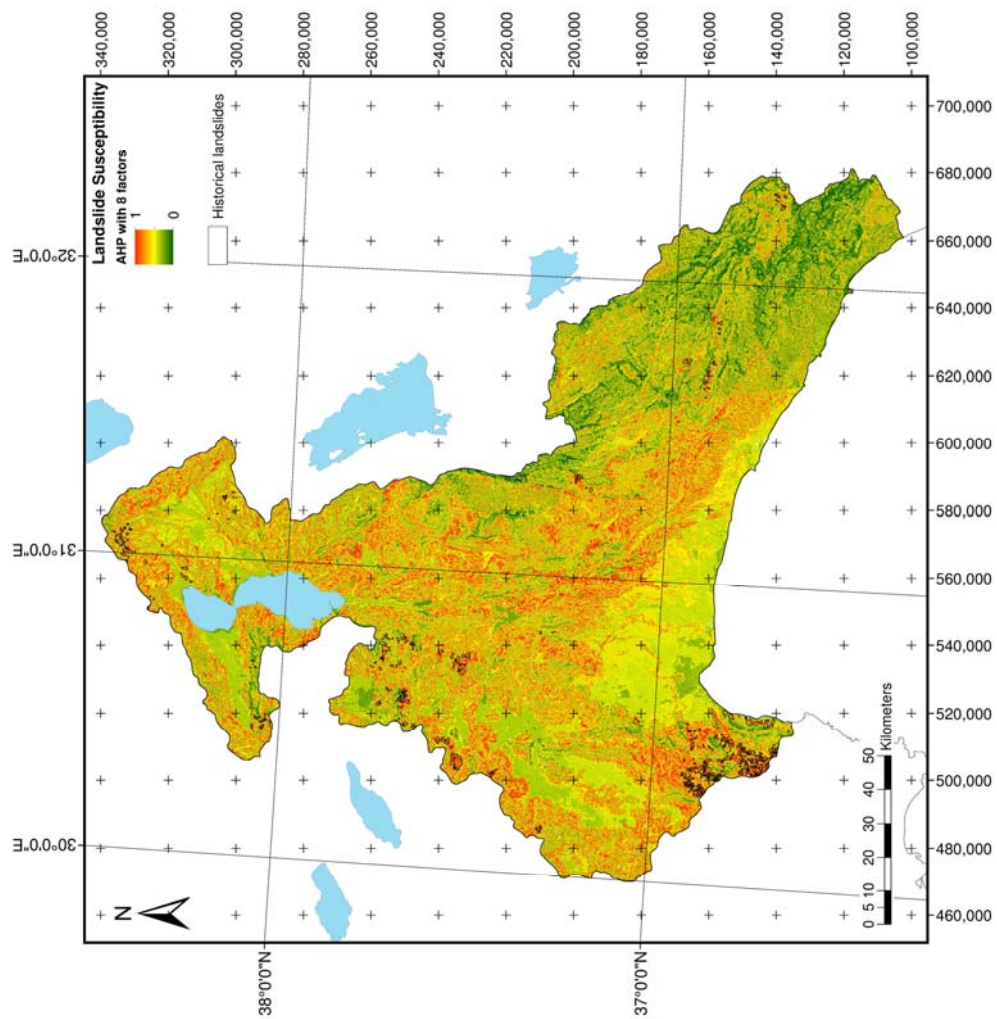 30°0'0"E
31°0'0"E
32°0'0"E
N
Landslide Susceptibility
AHP with 8 factors
1
0
Historical landslides
340,000
320,000
300,000
280,000
260,000
240,000
220,000
200,000
180,000
160,000
140,000
120,000
100,000
38°0'0"N
37°0'0"N
0 5 10 20 30 40 50
Kilometers
460,000
480,000
500,000
520,000
540,000
560,000
580,000
600,000
620,000
640,000
660,000
680,000
700,000